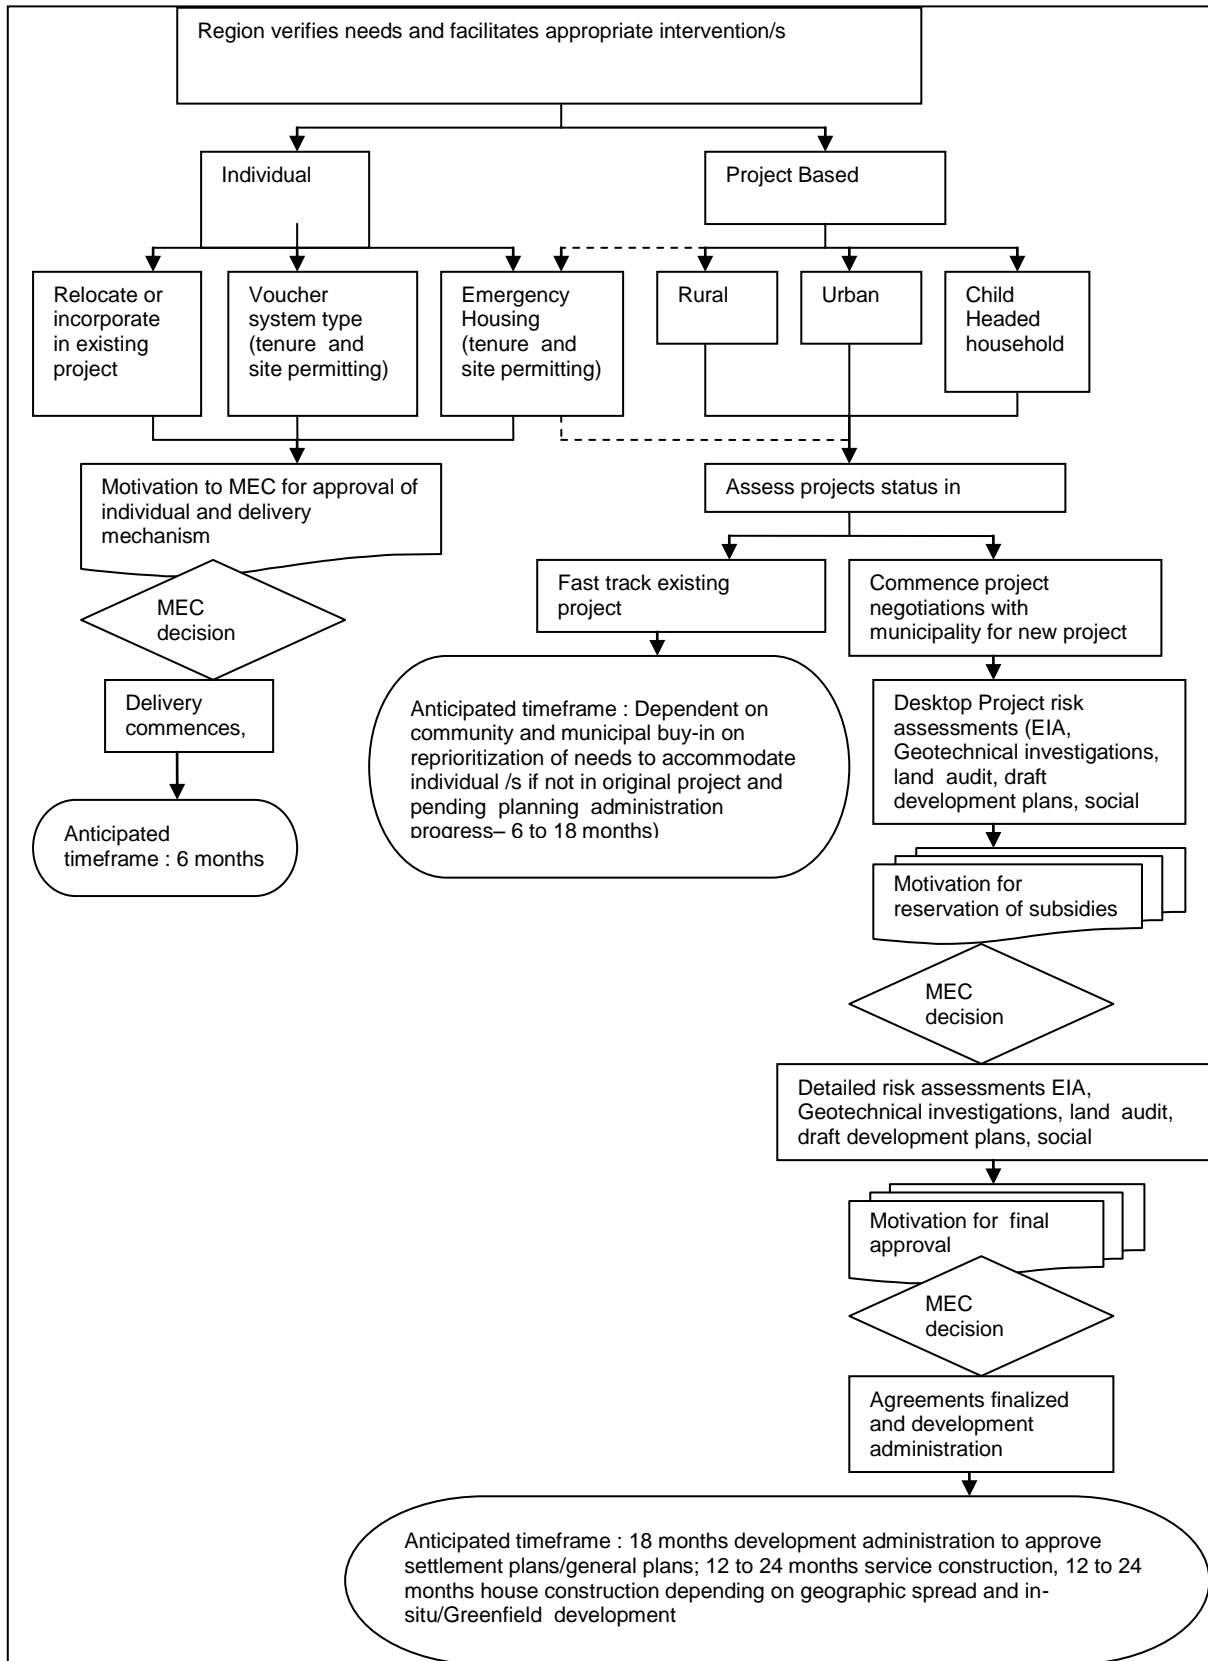 Region verifies needs and facilitates appropriate intervention/s
Individual
Project Based
Relocate or
incorporate
in existing
project
Voucher
system type
(tenure and
site permitting)
Emergency
Housing
(tenure and
site permitting)
Rural
Urban
Child
Headed
household
Motivation to MEC for approval of
individual and delivery
mechanism
Assess projects status in
MEC
decision
Fast track existing
project
Commence project
negotiations with
municipality for new project
Delivery
commences,
Anticipated
timeframe : 6 months
Anticipated timeframe : Dependent on
community and municipal buy-in on
reprioritization of needs to accommodate
individual /s if not in original project and
pending planning administration
progress– 6 to 18 months)
Desktop Project risk
assessments (EIA,
Geotechnical investigations,
land audit, draft
development plans, social
Motivation for
reservation of subsidies
MEC
decision
Detailed risk assessments EIA,
Geotechnical investigations, land audit,
draft development plans, social
Motivation for final
approval
MEC
decision
Agreements finalized
and development
administration
Anticipated timeframe : 18 months development administration to approve
settlement plans/general plans; 12 to 24 months service construction, 12 to 24
months house construction depending on geographic spread and in-
situ/Greenfield development